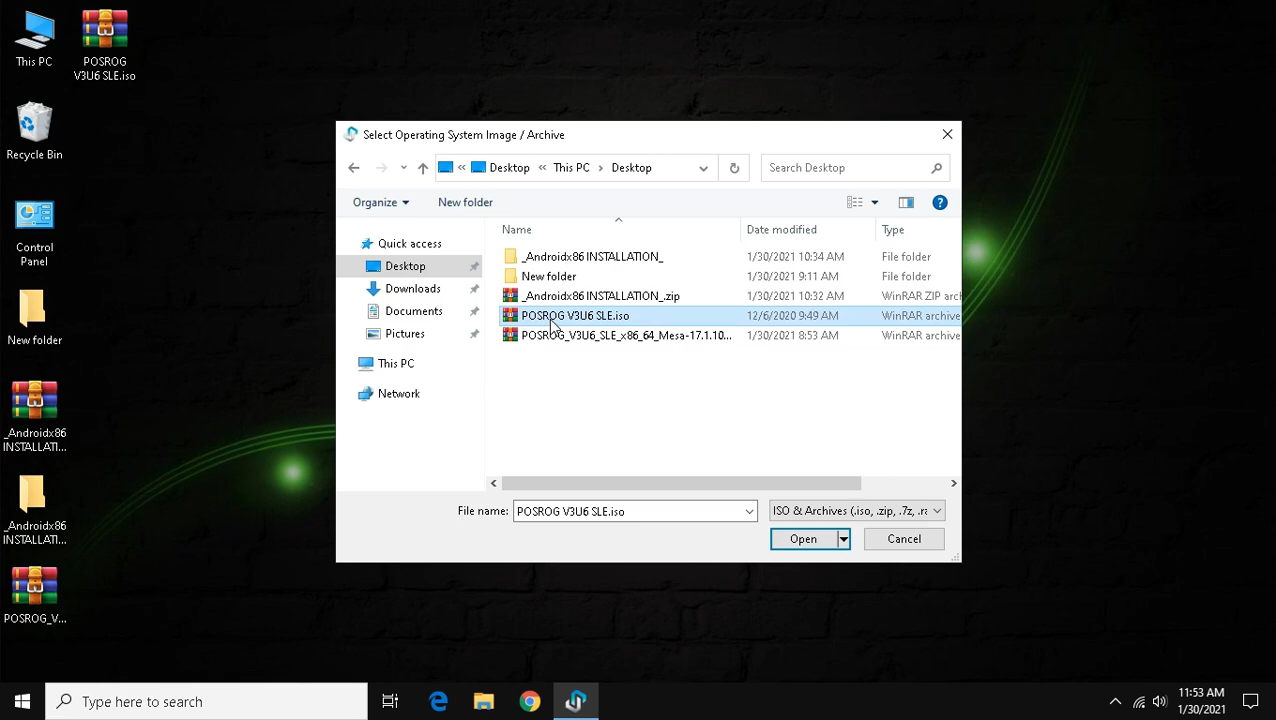 This PC
POSROG
V3U6 SLE.iso
Recycle Bin
Control
Panel
New folder
_Androidx86
INSTALLATI...
_Androidx86
INSTALLATI...
POSROG_V...
Select Operating System Image / Archive
« Desktop « This PC > Desktop
Search Desktop
Organize
New folder
Quick access
Desktop
Downloads
Documents
Pictures
This PC
Network
Name Date modified Type
_Androidx86 INSTALLATION_ 1/30/2021 10:34 AM File folder
New folder 1/30/2021 9:11 AM File folder
_Androidx86 INSTALLATION_.zip 1/30/2021 10:32 AM WinRAR ZIP arch
POSROG V3U6 SLE.iso 12/6/2020 9:49 AM WinRAR archive
POSROG_V3U6_SLE_x86_64_Mesa-17.1.10... 1/30/2021 8:53 AM WinRAR archive
File name: POSROG V3U6 SLE.iso
ISO & Archives (.iso, .zip, .7z, .ra
Open
Cancel
Type here to search
11:53 AM
1/30/2021